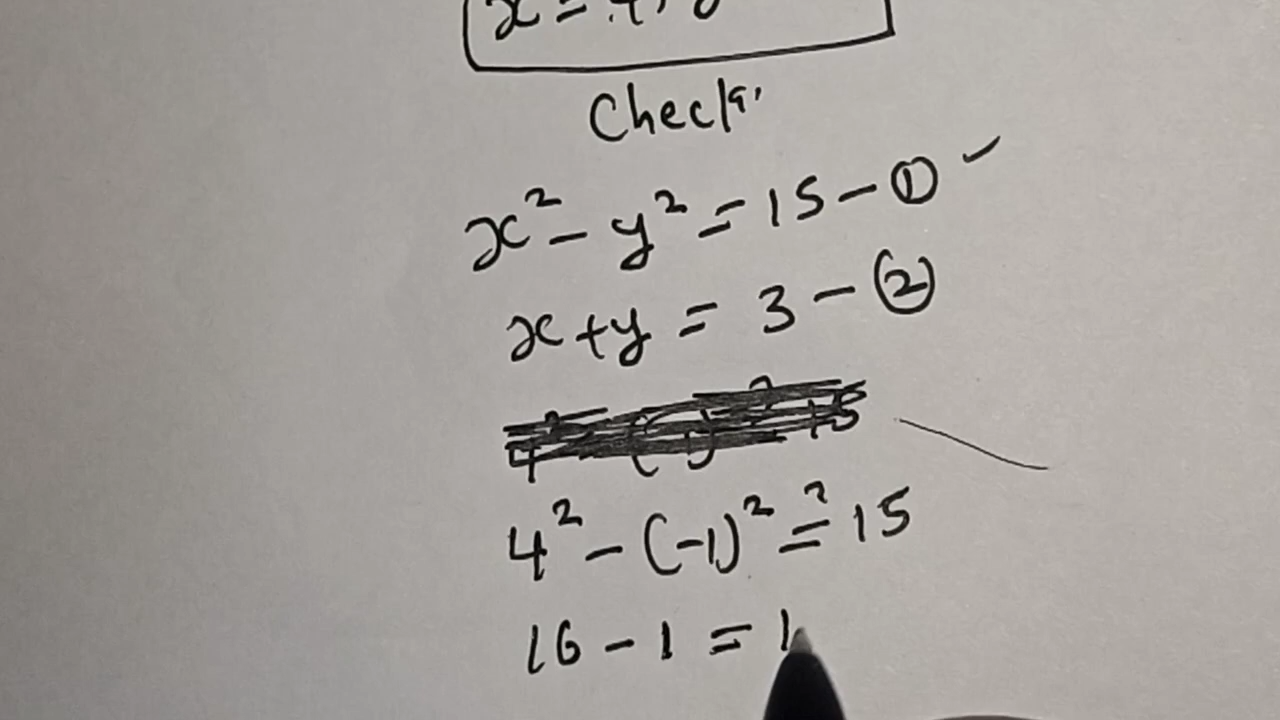 x =
Check:
x² - y² = 15 - ①
x + y = 3 - ②
4² - (-1)² ≟ 15
16 - 1 = 1